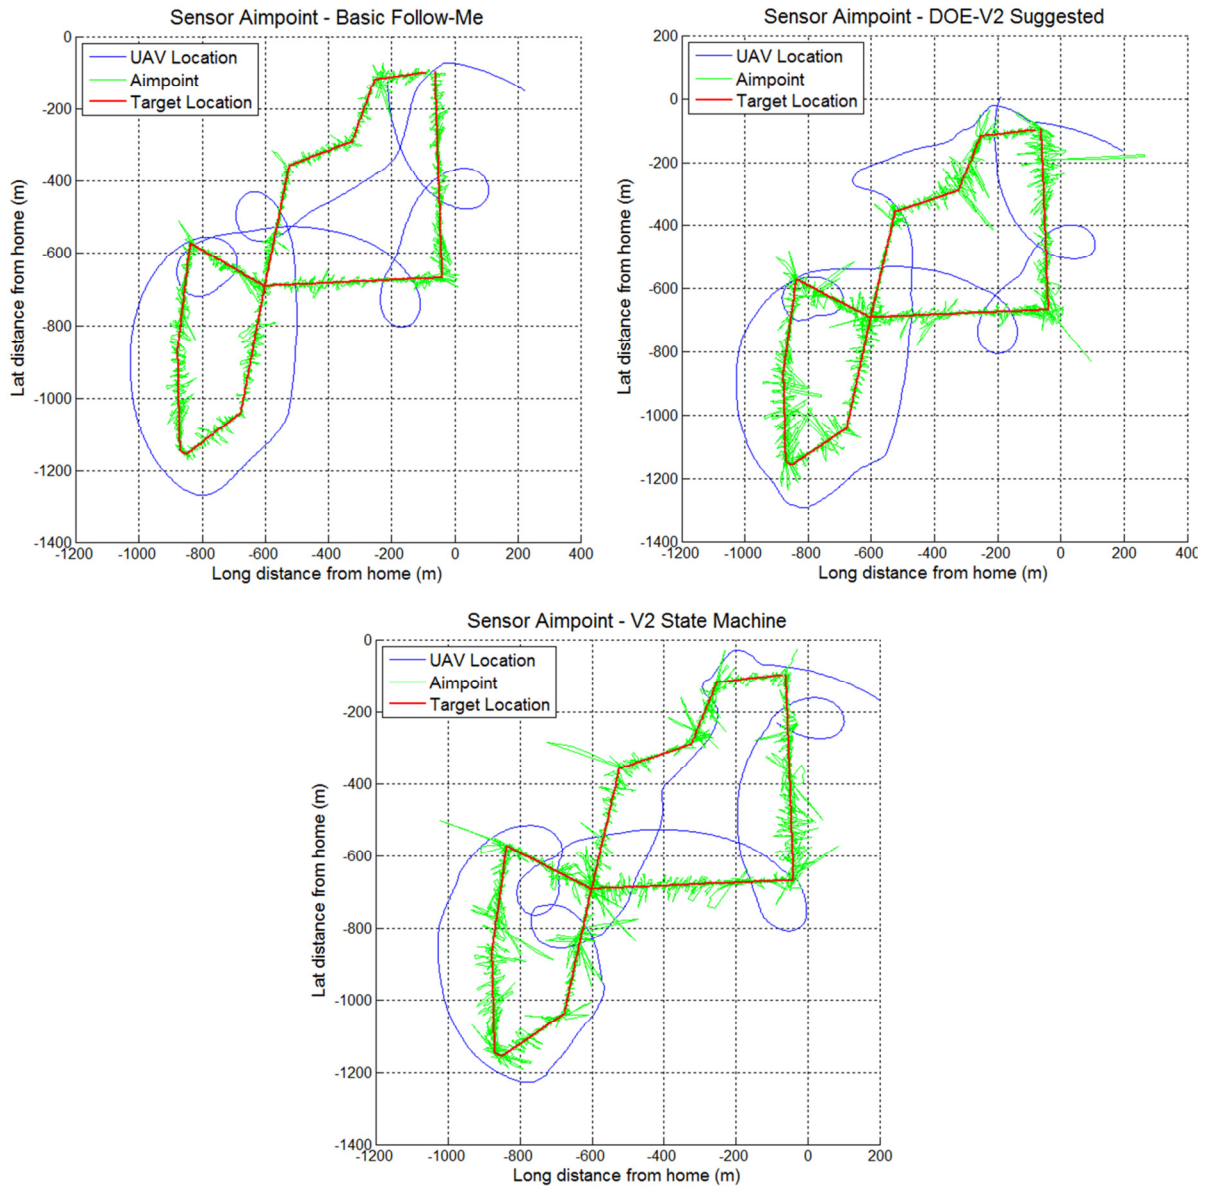 Sensor Aimpoint - Basic Follow-Me
0
-200
-400
-600
-800
-1000
-1200
-1400
UAV Location
Aimpoint
Target Location
Lat distance from home (m)
-1200 -1000 -800 -600 -400 -200 0 200 400
Long distance from home (m)
Sensor Aimpoint - DOE-V2 Suggested
200
0
-200
-400
-600
-800
-1000
-1200
-1400
UAV Location
Aimpoint
Target Location
Lat distance from home (m)
-1200 -1000 -800 -600 -400 -200 0 200 400
Long distance from home (m)
Sensor Aimpoint - V2 State Machine
0
-200
-400
-600
-800
-1000
-1200
-1400
UAV Location
Aimpoint
Target Location
Lat distance from home (m)
-1200 -1000 -800 -600 -400 -200 0 200
Long distance from home (m)